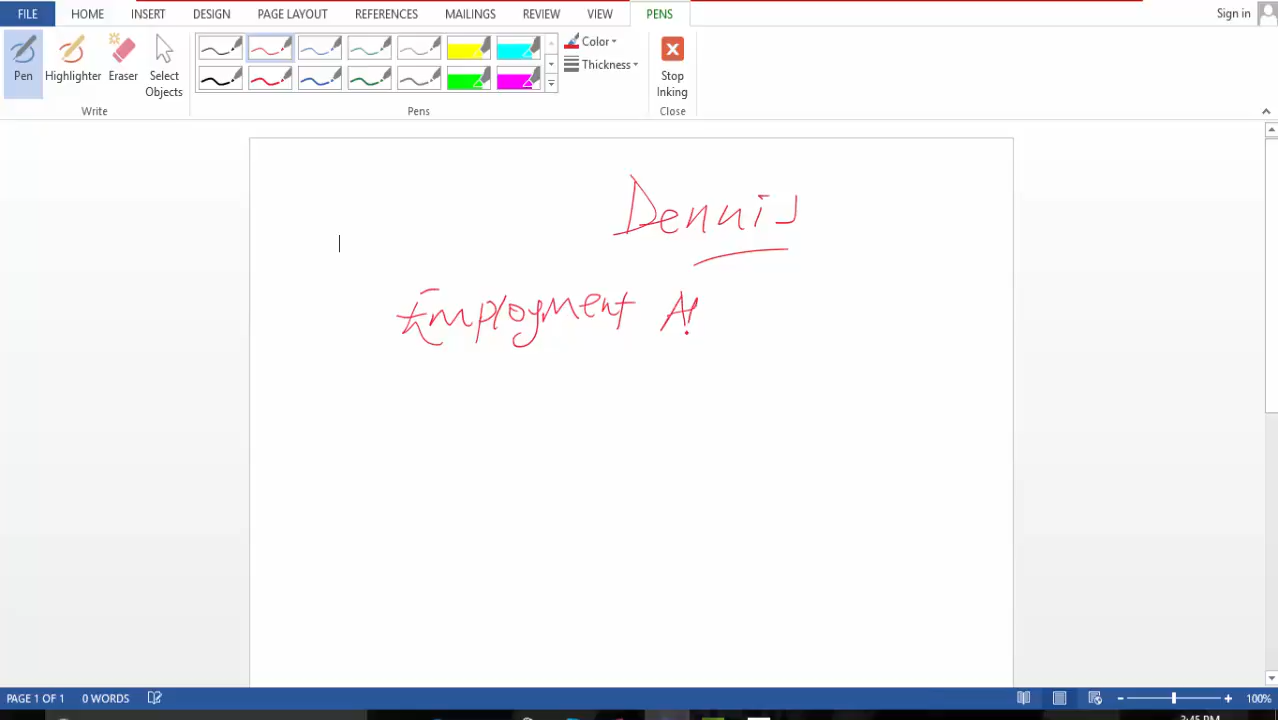 FILE HOME INSERT DESIGN PAGE LAYOUT REFERENCES MAILINGS REVIEW VIEW PENS Sign in
Pen Highlighter Eraser Select Objects Color Thickness Stop Inking
Write Pens Close
Dennis
Employment
PAGE 1 OF 1 0 WORDS 100%